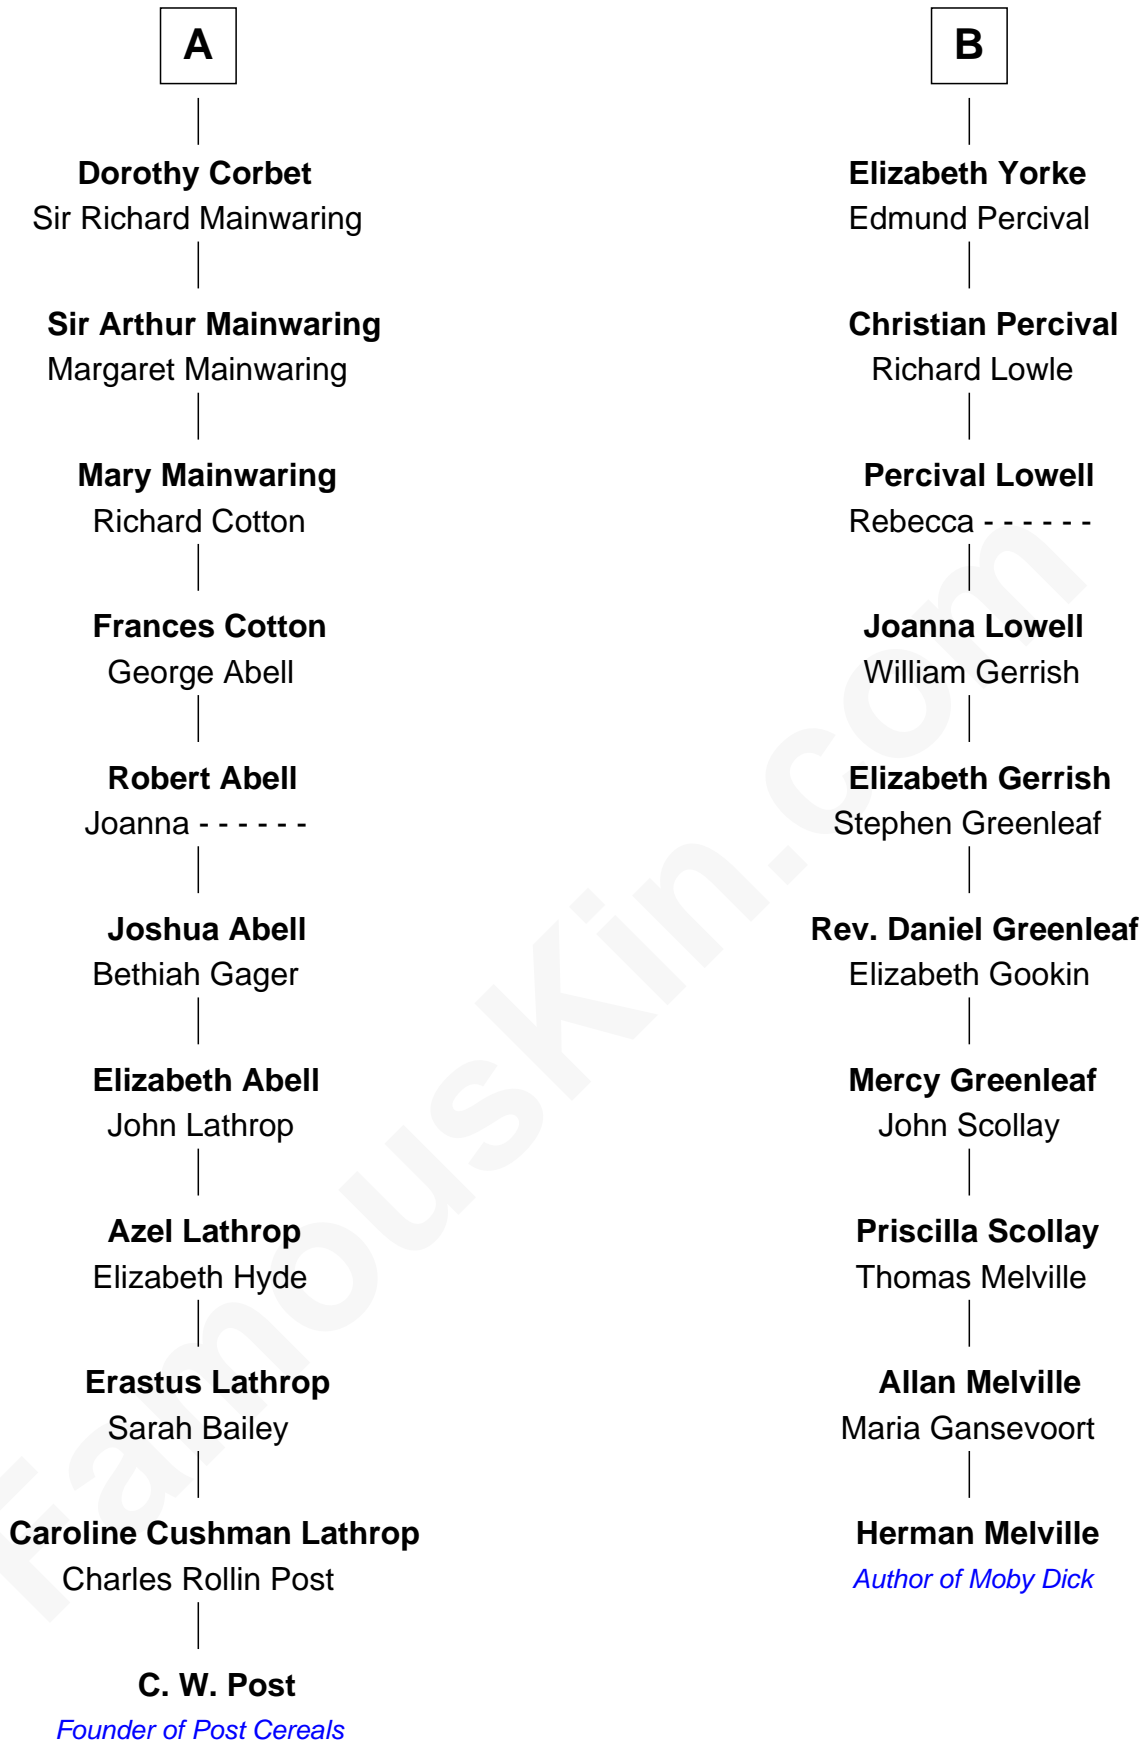 A
Dorothy Corbet
Sir Richard Mainwaring
Sir Arthur Mainwaring
Margaret Mainwaring
Mary Mainwaring
Richard Cotton
Frances Cotton
George Abell
Robert Abell
Joanna - - - - - -
Joshua Abell
Bethiah Gager
Elizabeth Abell
John Lathrop
Azel Lathrop
Elizabeth Hyde
Erastus Lathrop
Sarah Bailey
Caroline Cushman Lathrop
Charles Rollin Post
C. W. Post
Founder of Post Cereals
B
Elizabeth Yorke
Edmund Percival
Christian Percival
Richard Lowle
Percival Lowell
Rebecca - - - - - -
Joanna Lowell
William Gerrish
Elizabeth Gerrish
Stephen Greenleaf
Rev. Daniel Greenleaf
Elizabeth Gookin
Mercy Greenleaf
John Scollay
Priscilla Scollay
Thomas Melville
Allan Melville
Maria Gansevoort
Herman Melville
Author of Moby Dick
FamousKin.com